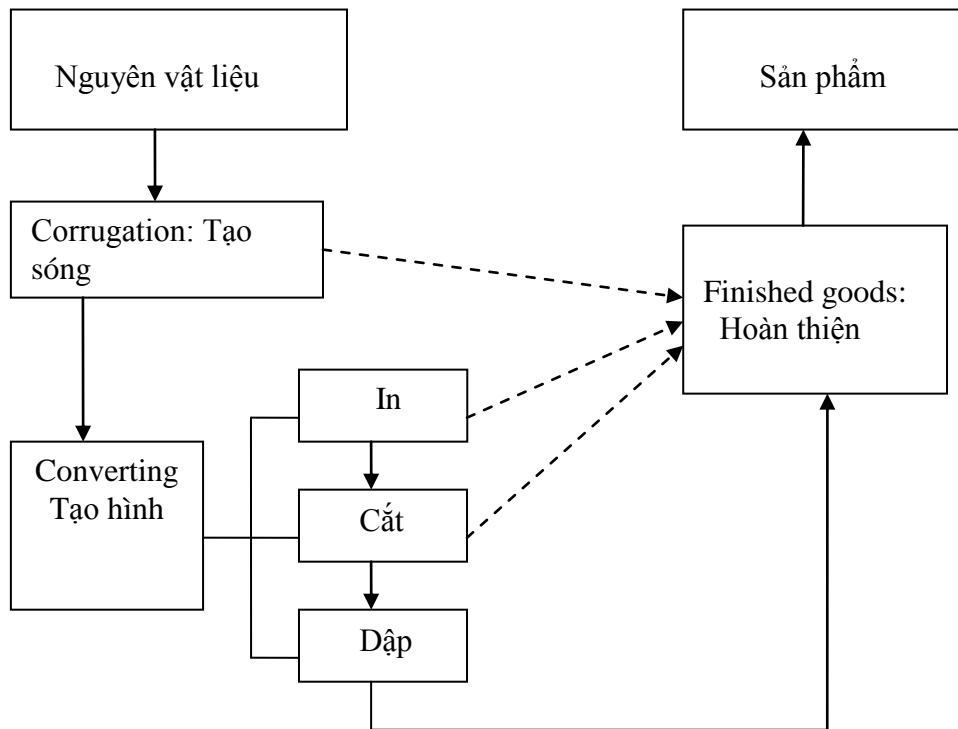 Nguyên vật liệu
Sản phẩm
Corrugation: Tạo
sóng
Finished goods:
Hoàn thiện
In
Converting
Tạo hình
Cắt
Dập